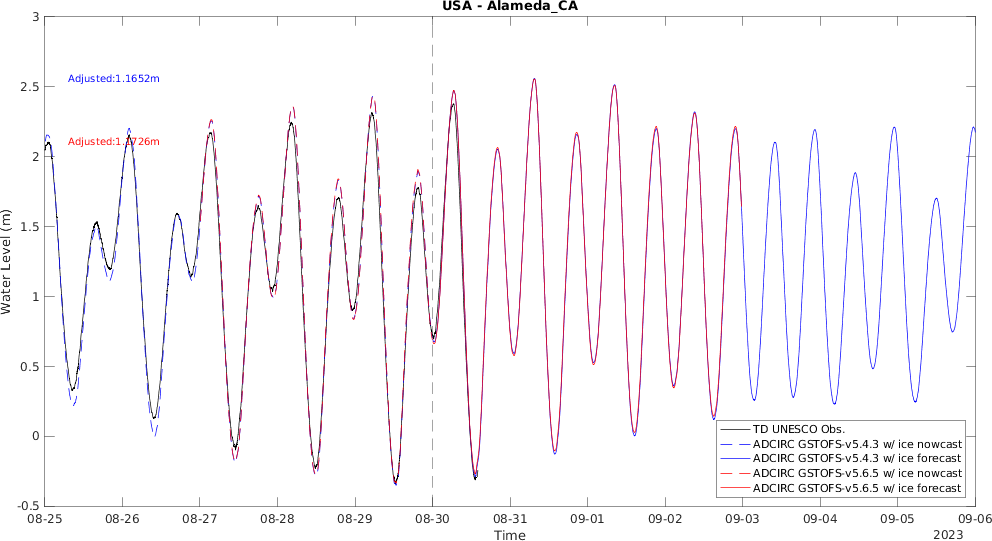 USA - Alameda_CA
3
2.5
2
1.5
1
0.5
0
-0.5
Water Level (m)
Adjusted:1.1652m
Adjusted:1.1726m
TD UNESCO Obs.
ADCIRC GSTOFS-v5.4.3 w/ ice nowcast
ADCIRC GSTOFS-v5.4.3 w/ ice forecast
ADCIRC GSTOFS-v5.6.5 w/ ice nowcast
ADCIRC GSTOFS-v5.6.5 w/ ice forecast
08-25 08-26 08-27 08-28 08-29 08-30 08-31 09-01 09-02 09-03 09-04 09-05 09-06
Time
2023